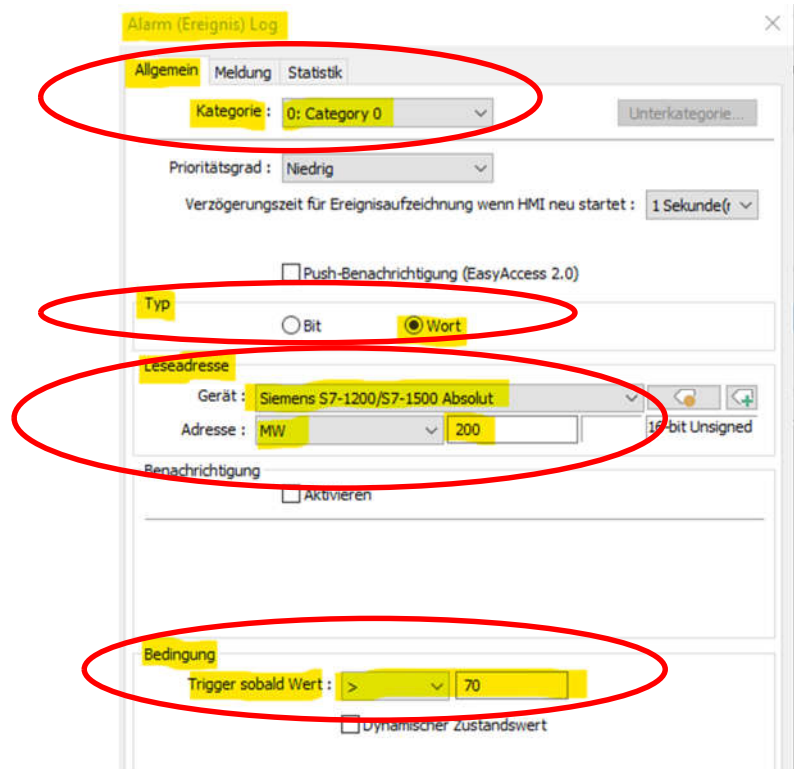 Alarm (Ereignis) Log
Allgemein Meldung Statistik
Kategorie : 0: Category 0 Unterkategorie...
Prioritätsgrad : Niedrig
Verzögerungszeit für Ereignisaufzeichnung wenn HMI neu startet : 1 Sekunde(r
Push-Benachrichtigung (EasyAccess 2.0)
Typ
Bit Wort
Leseadresse
Gerät : Siemens S7-1200/S7-1500 Absolut
Adresse : MW 200 16-bit Unsigned
Benachrichtigung
Aktivieren
Bedingung
Trigger sobald Wert : > 70
Dynamischer Zustandswert